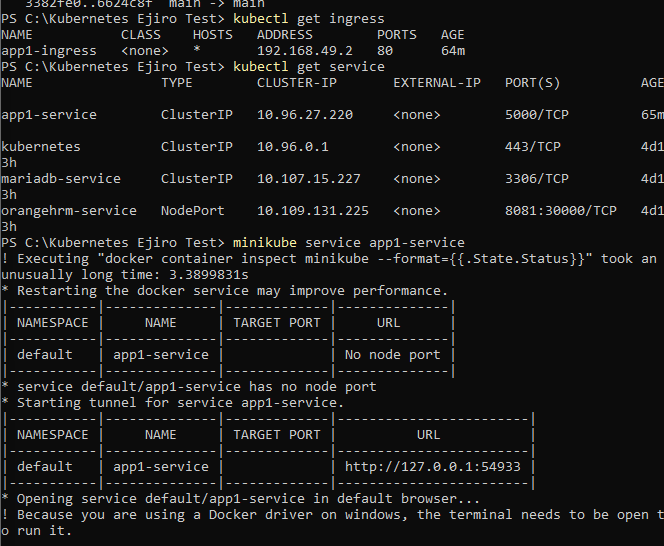 3382fe0..6624c8f  main -> main
PS C:\Kubernetes Ejiro Test> kubectl get ingress
NAME           CLASS    HOSTS   ADDRESS        PORTS   AGE
app1-ingress   <none>   *       192.168.49.2   80      64m
PS C:\Kubernetes Ejiro Test> kubectl get service
NAME                TYPE        CLUSTER-IP       EXTERNAL-IP   PORT(S)          AGE
app1-service        ClusterIP   10.96.27.220     <none>        5000/TCP         65m
kubernetes          ClusterIP   10.96.0.1        <none>        443/TCP          4d1
3h
mariadb-service     ClusterIP   10.107.15.227    <none>        3306/TCP         4d1
3h
orangehrm-service   NodePort    10.109.131.225   <none>        8081:30000/TCP   4d1
3h
PS C:\Kubernetes Ejiro Test> minikube service app1-service
! Executing "docker container inspect minikube --format={{.State.Status}}" took an
unusually long time: 3.3899831s
* Restarting the docker service may improve performance.
|-----------|--------------|-------------|--------------|
| NAMESPACE |     NAME     | TARGET PORT |     URL      |
|-----------|--------------|-------------|--------------|
| default   | app1-service |             | No node port |
|-----------|--------------|-------------|--------------|
* service default/app1-service has no node port
* Starting tunnel for service app1-service.
|-----------|--------------|-------------|------------------------|
| NAMESPACE |     NAME     | TARGET PORT |          URL           |
|-----------|--------------|-------------|------------------------|
| default   | app1-service |             | http://127.0.0.1:54933 |
|-----------|--------------|-------------|------------------------|
* Opening service default/app1-service in default browser...
! Because you are using a Docker driver on windows, the terminal needs to be open t
o run it.